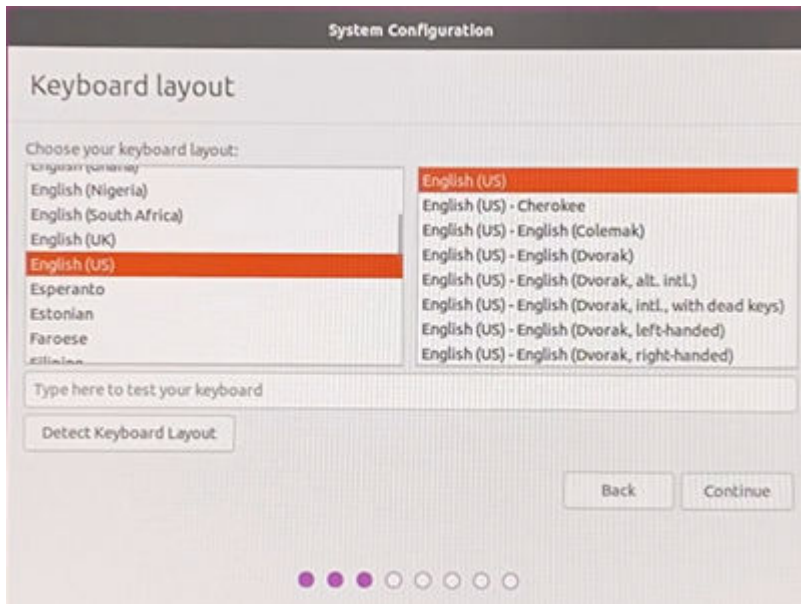 System Configuration
Keyboard layout
Choose your keyboard layout:
English (Nigeria)
English (South Africa)
English (UK)
English (US)
Esperanto
Estonian
Faroese
English (US)
English (US) - Cherokee
English (US) - English (Colemak)
English (US) - English (Dvorak)
English (US) - English (Dvorak, alt. intl.)
English (US) - English (Dvorak, intl., with dead keys)
English (US) - English (Dvorak, left-handed)
English (US) - English (Dvorak, right-handed)
Type here to test your keyboard
Detect Keyboard Layout
Back
Continue